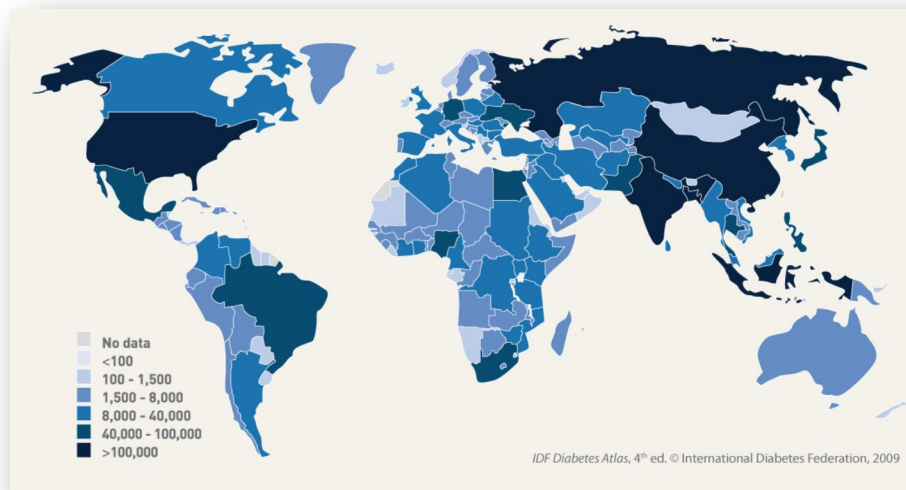 No data
<100
100 - 1,500
1,500 - 8,000
8,000 - 40,000
40,000 - 100,000
>100,000
IDF Diabetes Atlas, 4th ed. © International Diabetes Federation, 2009